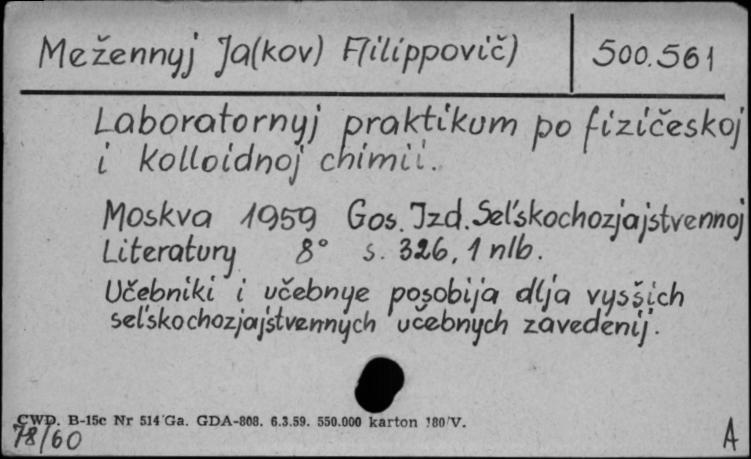 Mežennyj Ja(kov) F(ilippovič)
500.561
Laboratornyj praktikum po fizičeskoj
i kolloidnoj chimii.
Moskva 1959 Gos. Izd. Sel'skochozjajstvennoj
Literatury 8° s. 326, 1 nlb.
Učebniki i učebnye posobija dlja vysšich
sel'skochozjajstvennych učebnych zavedenij.
CWD. B-15c Nr 514 Ga. GDA-808. 6.3.59. 550.000 karton 180/V.
78/60
A